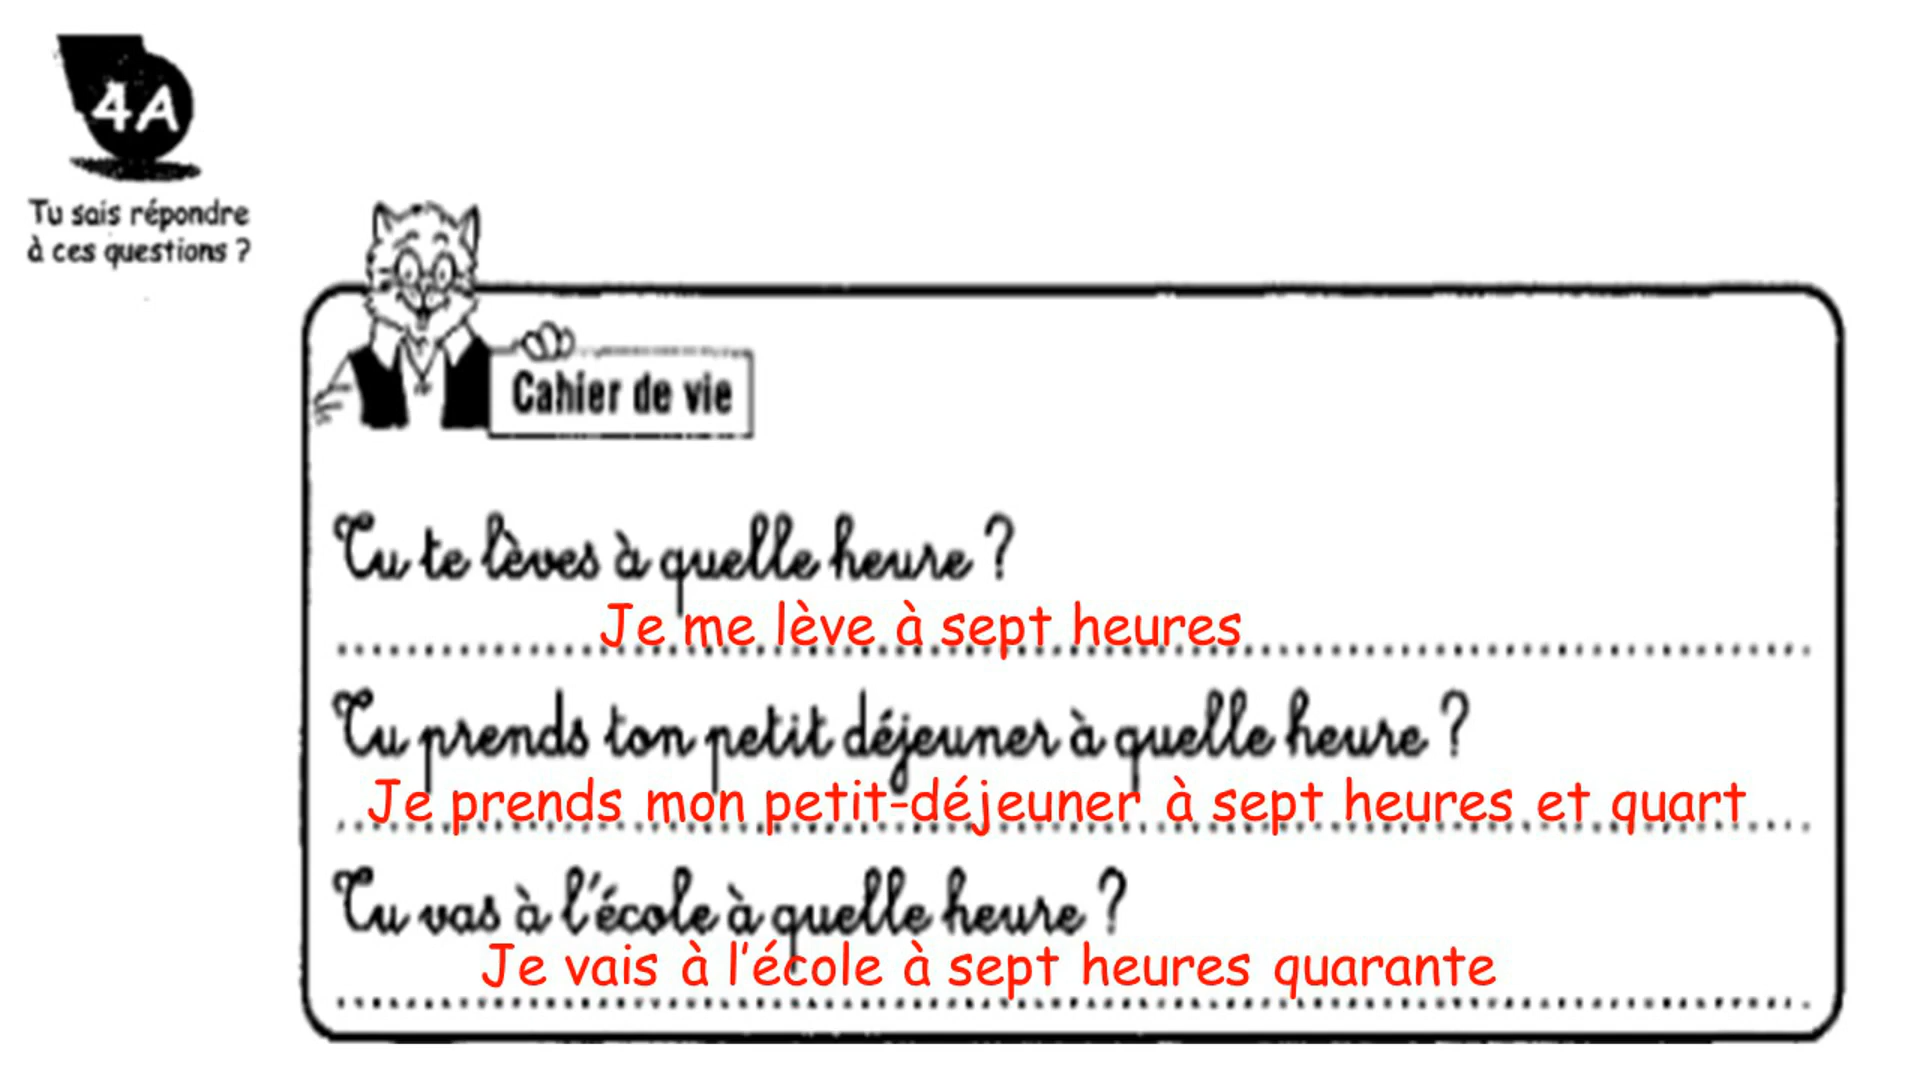 4A
Tu sais répondre
à ces questions ?
Cahier de vie
Tu te lèves à quelle heure ?
Je me lève à sept heures
Tu prends ton petit déjeuner à quelle heure ?
Je prends mon petit-déjeuner à sept heures et quart
Tu vas à l'école à quelle heure ?
Je vais à l'école à sept heures quarante